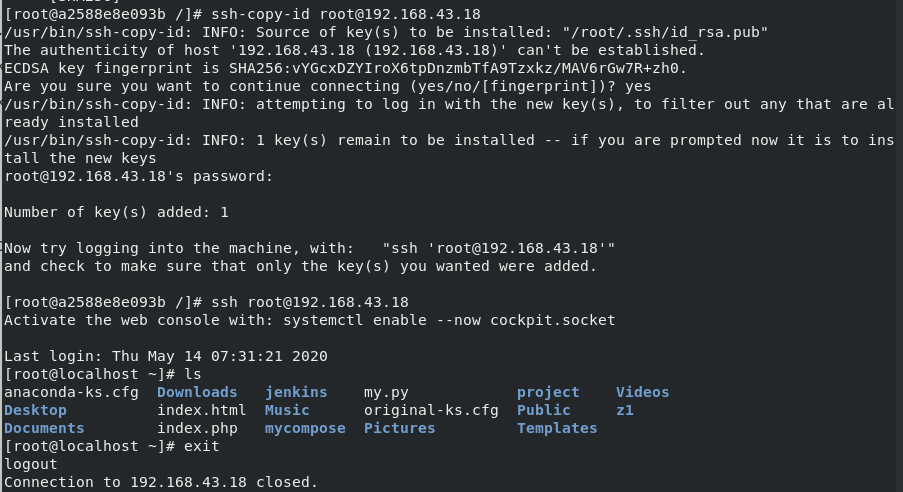 [root@a2588e8e093b /]# ssh-copy-id root@192.168.43.18
/usr/bin/ssh-copy-id: INFO: Source of key(s) to be installed: "/root/.ssh/id_rsa.pub"
The authenticity of host '192.168.43.18 (192.168.43.18)' can't be established.
ECDSA key fingerprint is SHA256:vYGcxDZYIroX6tpDnzmbTfA9Tzxkz/MAV6rGw7R+zh0.
Are you sure you want to continue connecting (yes/no/[fingerprint])? yes
/usr/bin/ssh-copy-id: INFO: attempting to log in with the new key(s), to filter out any that are al
ready installed
/usr/bin/ssh-copy-id: INFO: 1 key(s) remain to be installed -- if you are prompted now it is to ins
tall the new keys
root@192.168.43.18's password:
Number of key(s) added: 1
Now try logging into the machine, with:   "ssh 'root@192.168.43.18'"
and check to make sure that only the key(s) you wanted were added.
[root@a2588e8e093b /]# ssh root@192.168.43.18
Activate the web console with: systemctl enable --now cockpit.socket
Last login: Thu May 14 07:31:21 2020
[root@localhost ~]# ls
anaconda-ks.cfg  Downloads   jenkins    my.py            project    Videos
Desktop          index.html  Music      original-ks.cfg  Public     z1
Documents        index.php   mycompose  Pictures         Templates
[root@localhost ~]# exit
logout
Connection to 192.168.43.18 closed.